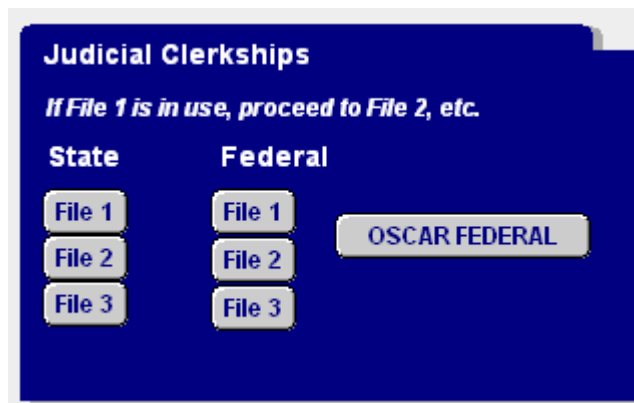 Judicial Clerkships
If File 1 is in use, proceed to File 2, etc.
State Federal
File 1 File 1
OSCAR FEDERAL
File 2 File 2
File 3 File 3